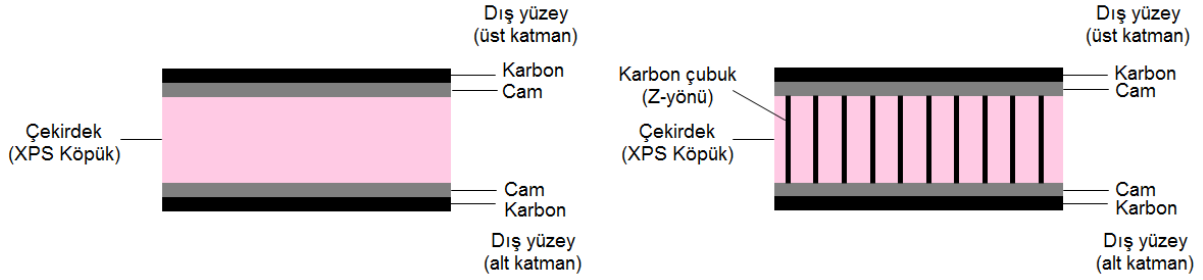 Dış yüzey
(üst katman)
Karbon
Cam
Çekirdek
(XPS Köpük)
Cam
Karbon
Dış yüzey
(alt katman)
Dış yüzey
(üst katman)
Karbon çubuk
(Z-yönü)
Karbon
Cam
Çekirdek
(XPS Köpük)
Cam
Karbon
Dış yüzey
(alt katman)